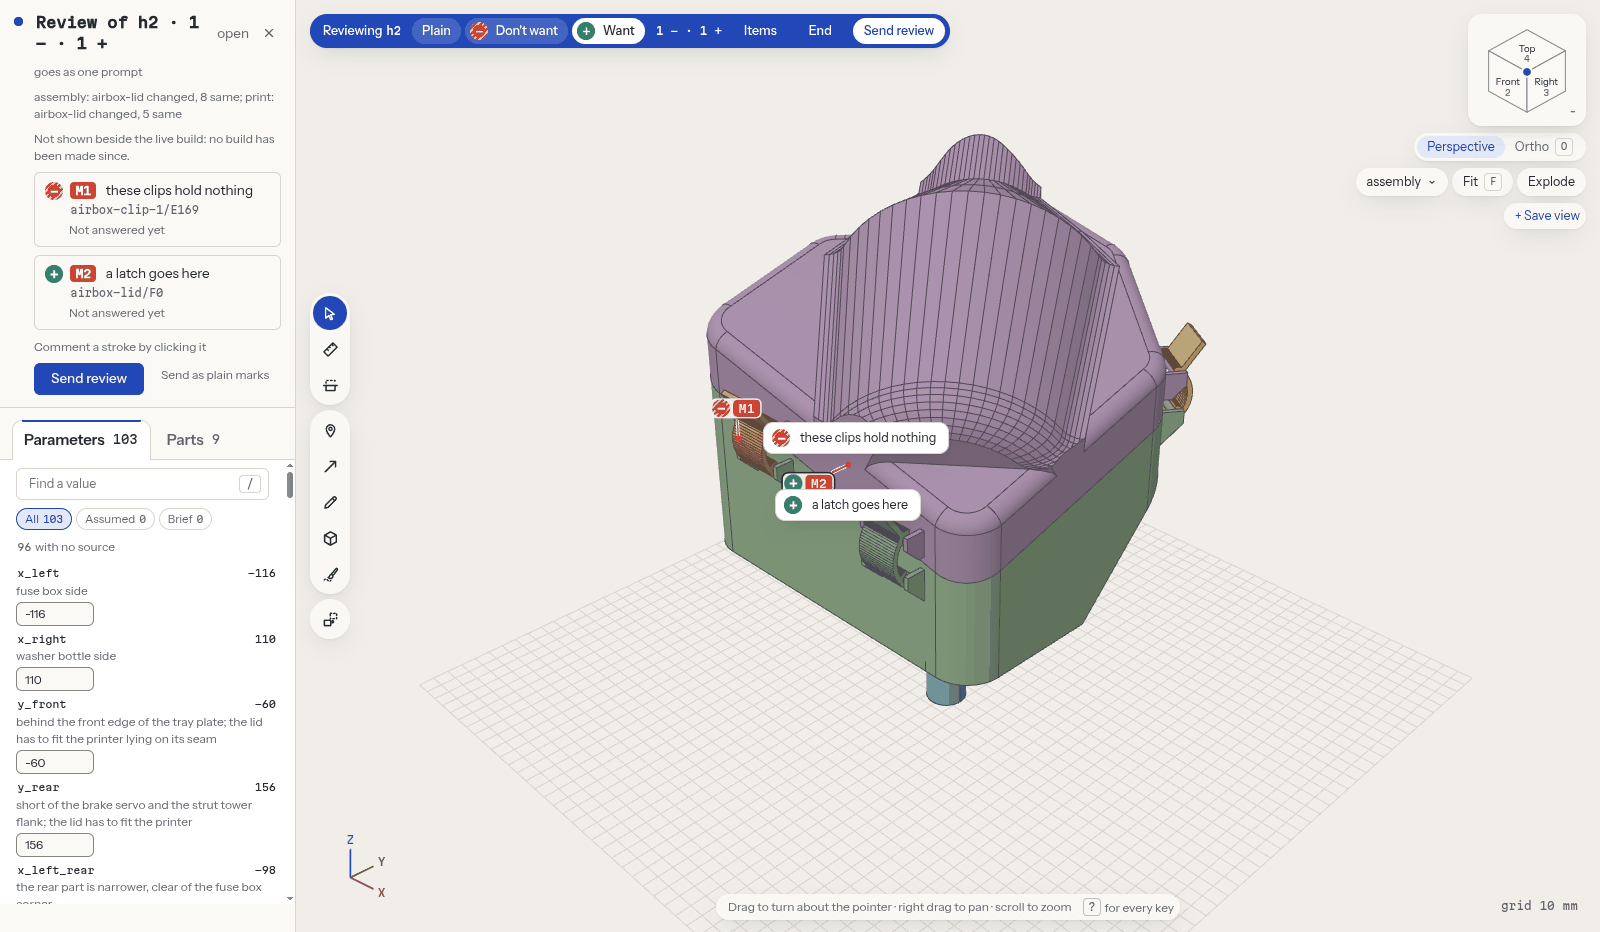 Review of h2 · 1
− · 1 +
open
×
goes as one prompt
assembly: airbox-lid changed, 8 same; print:
airbox-lid changed, 5 same
Not shown beside the live build: no build has
been made since.
M1 these clips hold nothing
airbox-clip-1/E169
Not answered yet
M2 a latch goes here
airbox-lid/F0
Not answered yet
Comment a stroke by clicking it
Send review
Send as plain marks
Parameters 103
Parts 9
Find a value
/
All 103
Assumed 0
Brief 0
96 with no source
x_left −116
fuse box side
-116
x_right 110
washer bottle side
110
y_front −60
behind the front edge of the tray plate; the lid
has to fit the printer lying on its seam
-60
y_rear 156
short of the brake servo and the strut tower
flank; the lid has to fit the printer
156
x_left_rear −98
the rear part is narrower, clear of the fuse box
corner
Reviewing h2
Plain
Don't want
Want
1 − · 1 +
Items
End
Send review
Top
4
Front
2
Right
3
Perspective
Ortho 0
assembly
Fit F
Explode
+ Save view
M1
these clips hold nothing
M2
a latch goes here
Z
Y
X
Drag to turn about the pointer · right drag to pan · scroll to zoom ? for every key
grid 10 mm